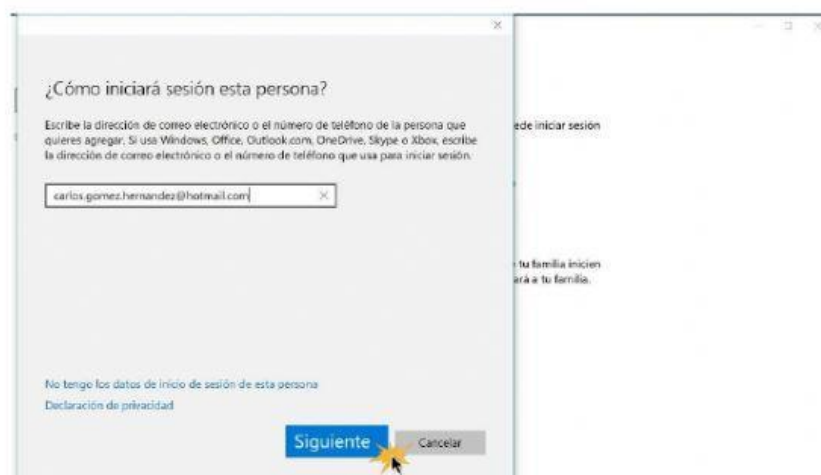 ¿Cómo iniciará sesión esta persona?
Escribe la dirección de correo electrónico o el número de teléfono de la persona que
quieres agregar. Si usa Windows, Office, Outlook.com, OneDrive, Skype o Xbox, escribe
la dirección de correo electrónico o el número de teléfono que usa para iniciar sesión.
carlos.gomez.hernandez@hotmail.com
No tengo los datos de inicio de sesión de esta persona
Declaración de privacidad
Siguiente
Cancelar
ede iniciar sesión
tu familia inicien
ará a tu familia.